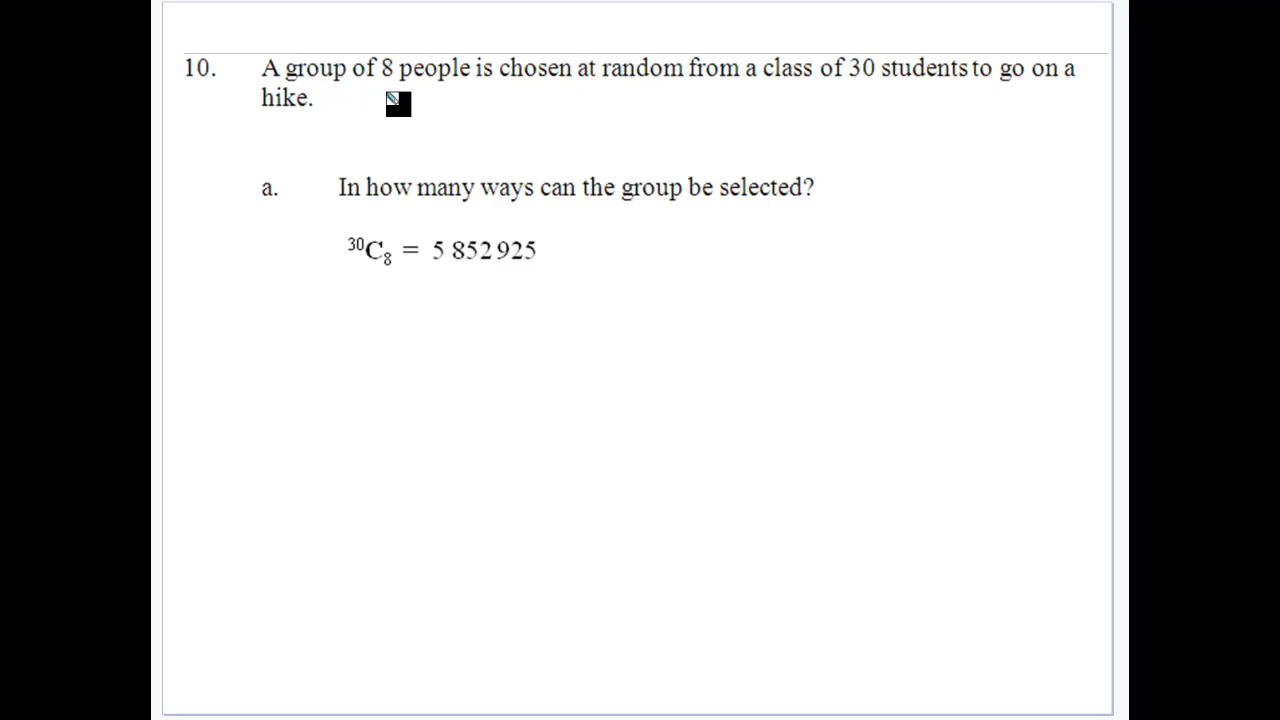 10. A group of 8 people is chosen at random from a class of 30 students to go on a
hike.
a. In how many ways can the group be selected?
³⁰C₈ = 5 852 925